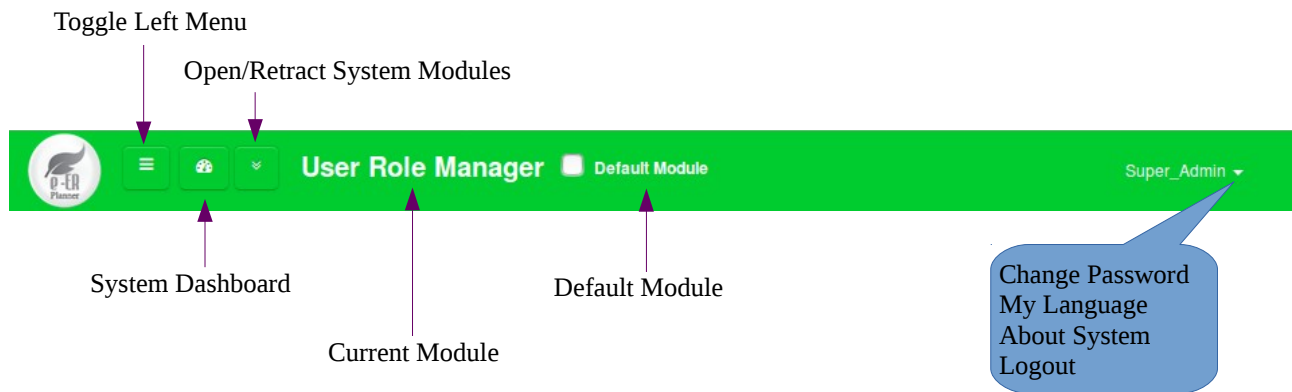 Toggle Left Menu
Open/Retract System Modules
e-ER
Planner
User Role Manager
Default Module
Super_Admin
System Dashboard
Default Module
Current Module
Change Password
My Language
About System
Logout